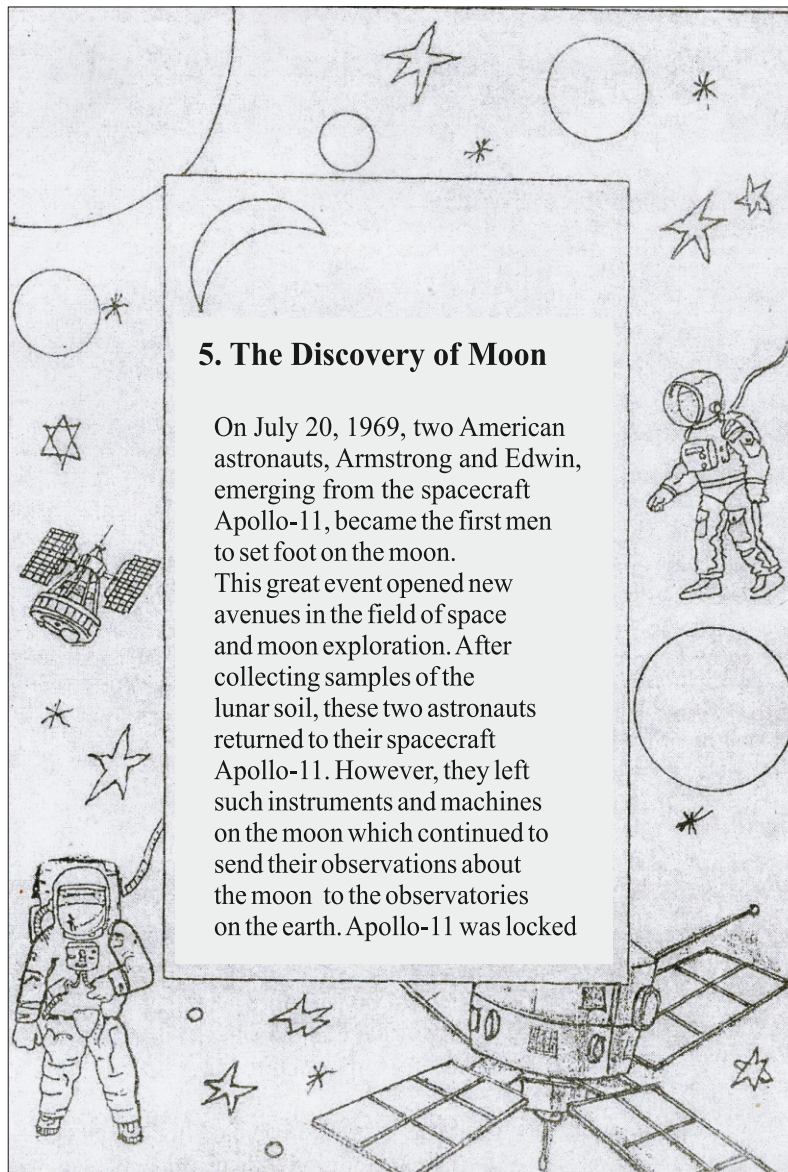 5. The Discovery of Moon
On July 20, 1969, two American
astronauts, Armstrong and Edwin,
emerging from the spacecraft
Apollo-11, became the first men
to set foot on the moon.
This great event opened new
avenues in the field of space
and moon exploration. After
collecting samples of the
lunar soil, these two astronauts
returned to their spacecraft
Apollo-11. However, they left
such instruments and machines
on the moon which continued to
send their observations about
the moon to the observatories
on the earth. Apollo-11 was locked